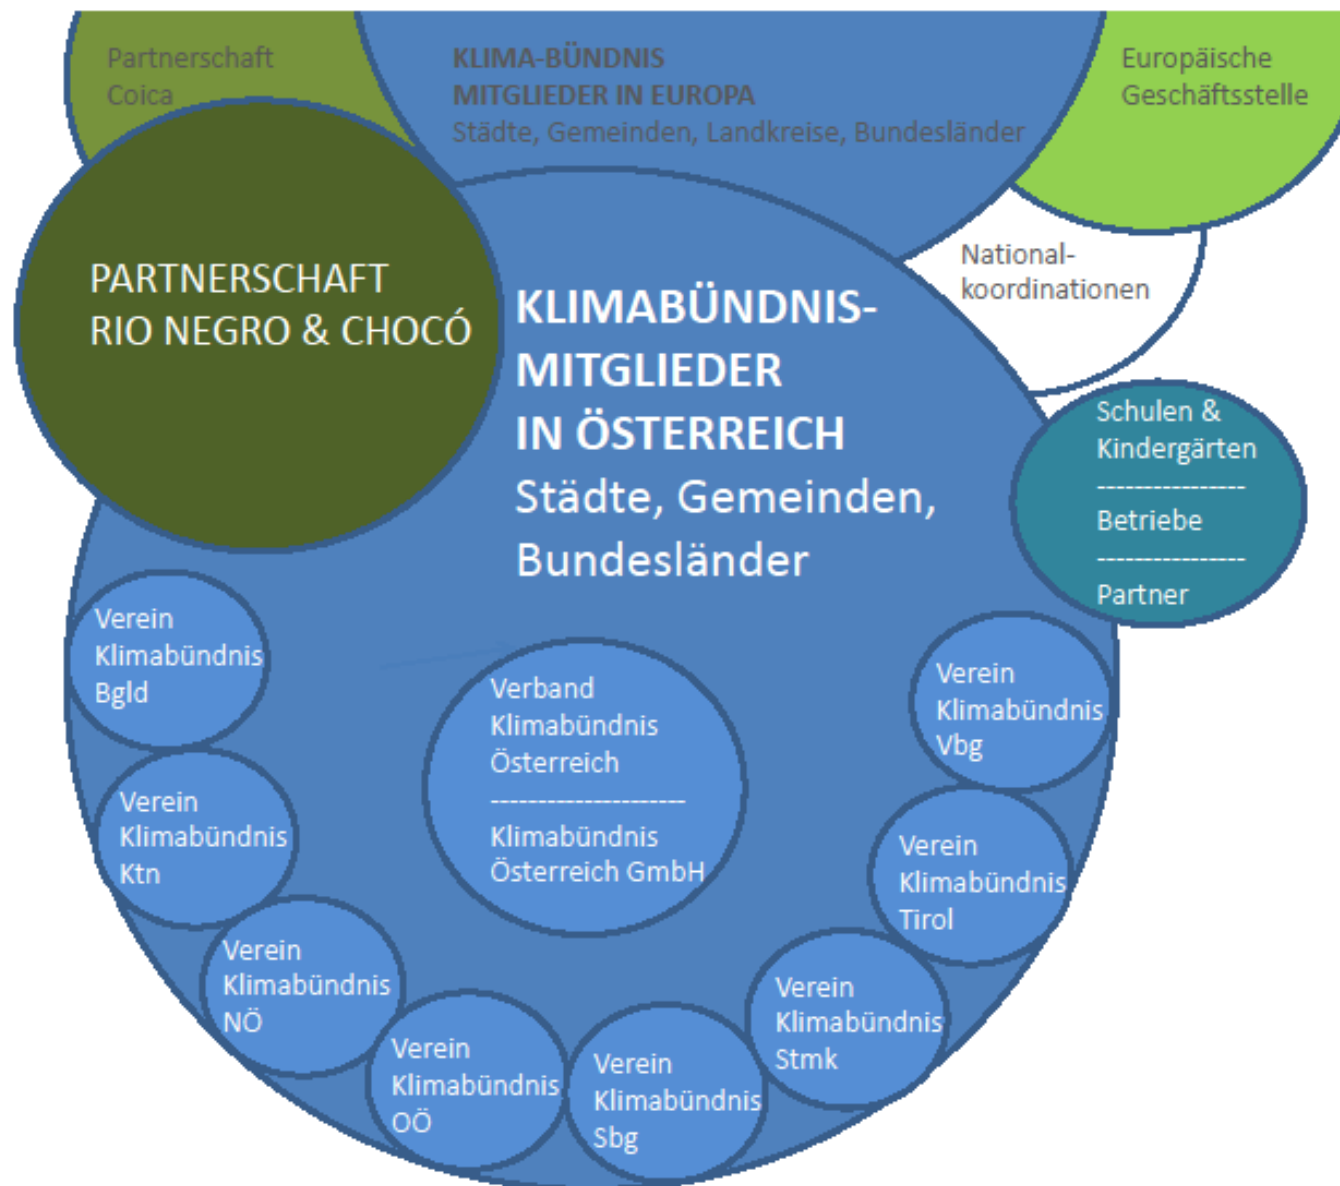 Partnerschaft
Coica
KLIMA-BÜNDNIS
MITGLIEDER IN EUROPA
Städte, Gemeinden, Landkreise, Bundesländer
Europäische
Geschäftsstelle
National-
koordinationen
PARTNERSCHAFT
RIO NEGRO & CHOCÓ
KLIMABÜNDNIS-
MITGLIEDER
IN ÖSTERREICH
Städte, Gemeinden,
Bundesländer
Schulen &
Kindergärten
----------------
Betriebe
----------------
Partner
Verein
Klimabündnis
Bgld
Verein
Klimabündnis
Ktn
Verein
Klimabündnis
NÖ
Verein
Klimabündnis
OÖ
Verein
Klimabündnis
Sbg
Verein
Klimabündnis
Stmk
Verein
Klimabündnis
Tirol
Verein
Klimabündnis
Vbg
Verband
Klimabündnis
Österreich
---------------------
Klimabündnis
Österreich GmbH